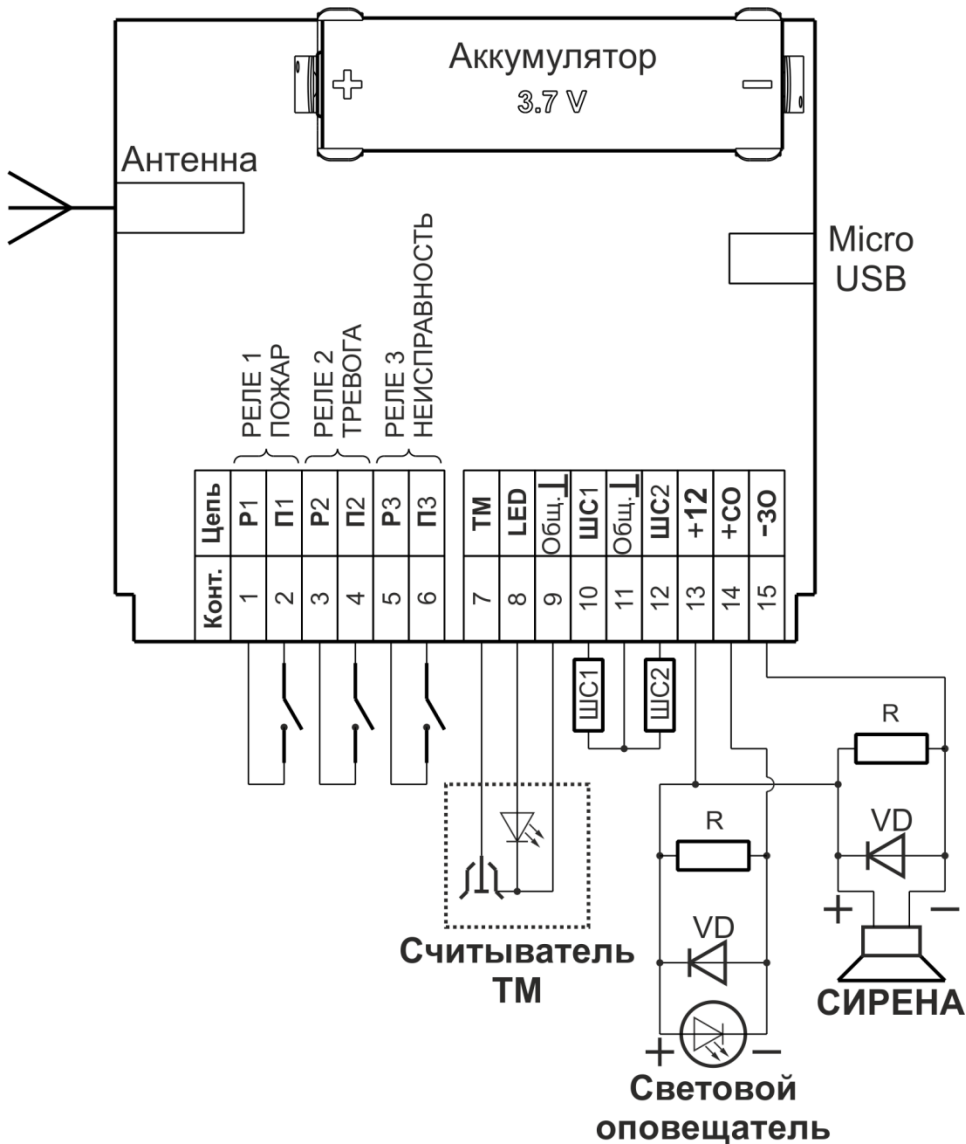 Аккумулятор
3.7 V
Антенна
Micro
USB
РЕЛЕ 1
ПОЖАР
РЕЛЕ 2
ТРЕВОГА
РЕЛЕ 3
НЕИСПРАВНОСТЬ
Цепь Р1 П1 Р2 П2 Р3 П3 ТМ LED Общ. ШС1 Общ. ШС2 +12 +СО –ЗО
Конт. 1 2 3 4 5 6 7 8 9 10 11 12 13 14 15
ШС1
ШС2
R
VD
+ –
СИРЕНА
R
VD
+ –
Считыватель
ТМ
Световой
оповещатель